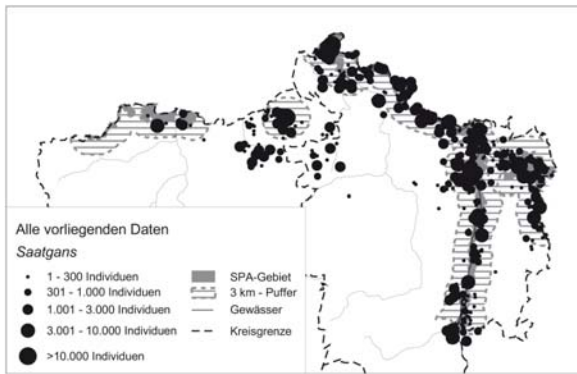 Alle vorliegenden Daten
Saatgans
1 - 300 Individuen
301 - 1.000 Individuen
1.001 - 3.000 Individuen
3.001 - 10.000 Individuen
>10.000 Individuen
SPA-Gebiet
3 km - Puffer
Gewässer
Kreisgrenze